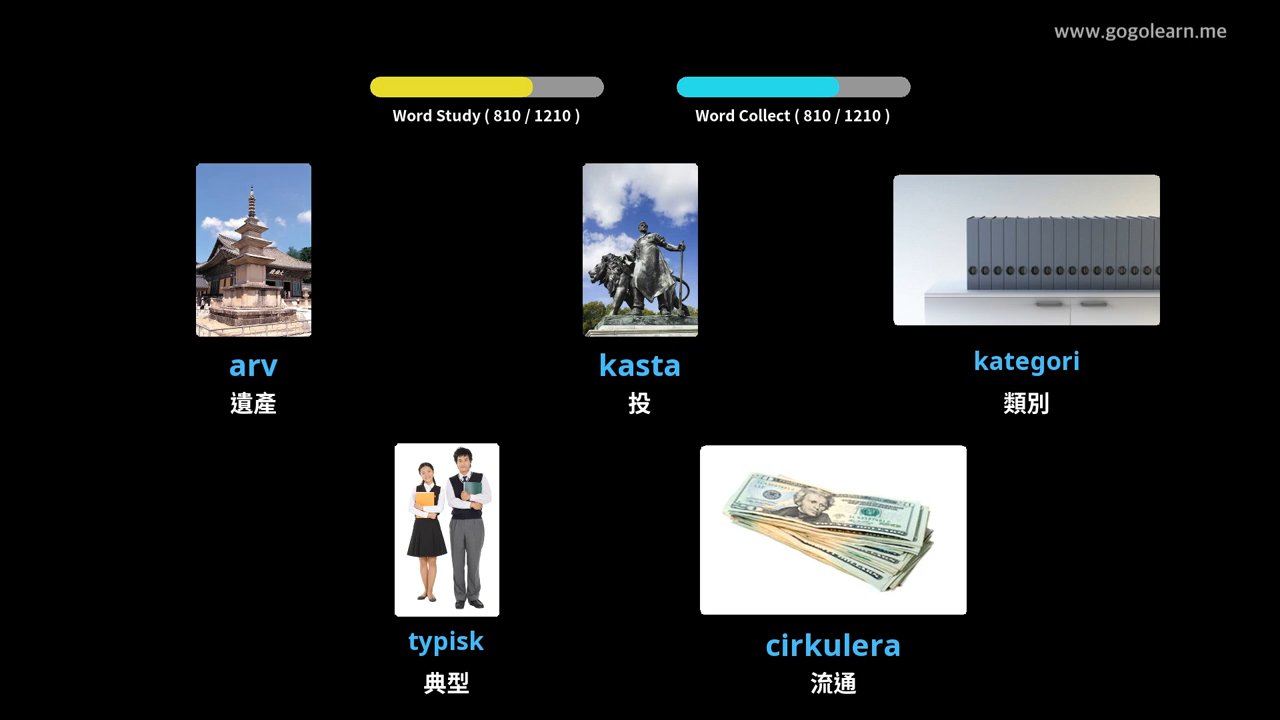 www.gogolearn.me
Word Study ( 810 / 1210 )
Word Collect ( 810 / 1210 )
arv
遺產
kasta
投
kategori
類別
typisk
典型
cirkulera
流通